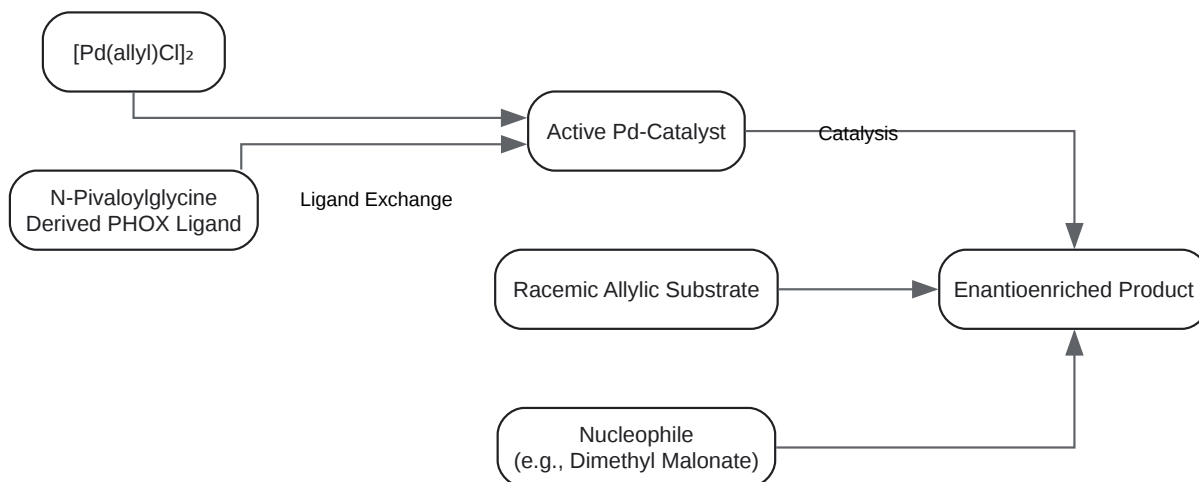 [Pd(allyl)Cl]₂
Active Pd-Catalyst
Catalysis
N-Pivaloylglycine
Derived PHOX Ligand
Ligand Exchange
Racemic Allylic Substrate
Enantioenriched Product
Nucleophile
(e.g., Dimethyl Malonate)